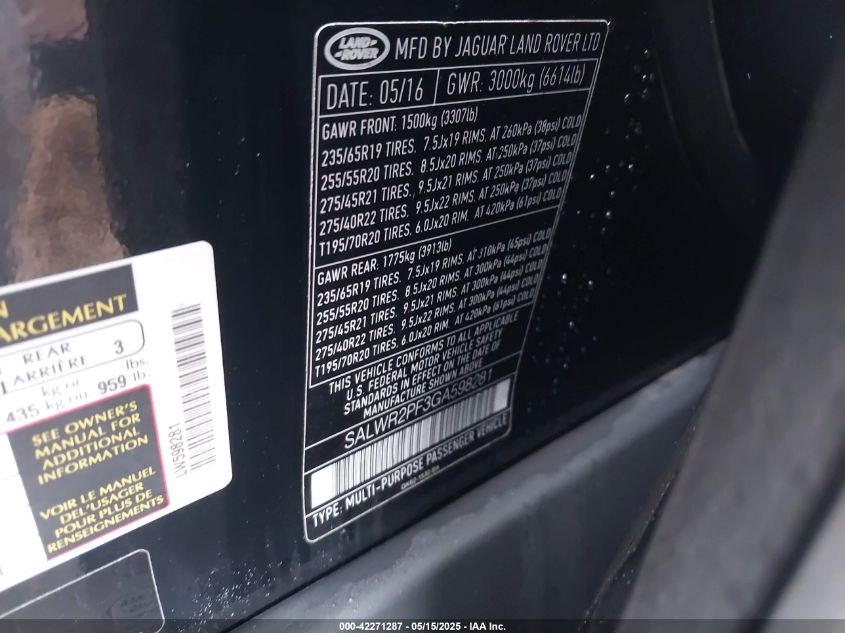 LAND ROVER
MFD BY JAGUAR LAND ROVER LTD
DATE: 05/16
GWR: 3000kg (6614lb)
GAWR FRONT: 1500kg (3307lb)
235/65R19 TIRES. 7.5Jx19 RIMS. AT 260kPa (38psi) COLD
255/55R20 TIRES. 8.5Jx20 RIMS. AT 250kPa (37psi) COLD
275/45R21 TIRES. 9.5Jx21 RIMS. AT 250kPa (37psi) COLD
275/40R22 TIRES. 9.5Jx22 RIMS. AT 250kPa (37psi) COLD
T195/70R20 TIRES. 6.0Jx20 RIM. AT 420kPa (61psi) COLD
GAWR REAR: 1775kg (3913lb)
235/65R19 TIRES. 7.5Jx19 RIMS. AT 310kPa (45psi) COLD
255/55R20 TIRES. 8.5Jx20 RIMS. AT 300kPa (44psi) COLD
275/45R21 TIRES. 9.5Jx21 RIMS. AT 300kPa (44psi) COLD
275/40R22 TIRES. 9.5Jx22 RIMS. AT 300kPa (44psi) COLD
T195/70R20 TIRES. 6.0Jx20 RIM. AT 420kPa (61psi) COLD
THIS VEHICLE CONFORMS TO ALL APPLICABLE
U.S. FEDERAL MOTOR VEHICLE SAFETY
STANDARDS IN EFFECT ON THE DATE OF
MANUFACTURE SHOWN ABOVE.
SALWR2PF3GA598281
TYPE: MULTI-PURPOSE PASSENGER VEHICLE
N
ARGEMENT
REAR
ARRIÈRE 3
kg or lbs.
435 kg ou 959 lb.
SEE OWNER'S
MANUAL FOR
ADDITIONAL
INFORMATION
VOIR LE MANUEL
DE L'USAGER
POUR PLUS DE
RENSEIGNEMENTS
LW598281
000-42271287 - 05/15/2025 - IAA Inc.